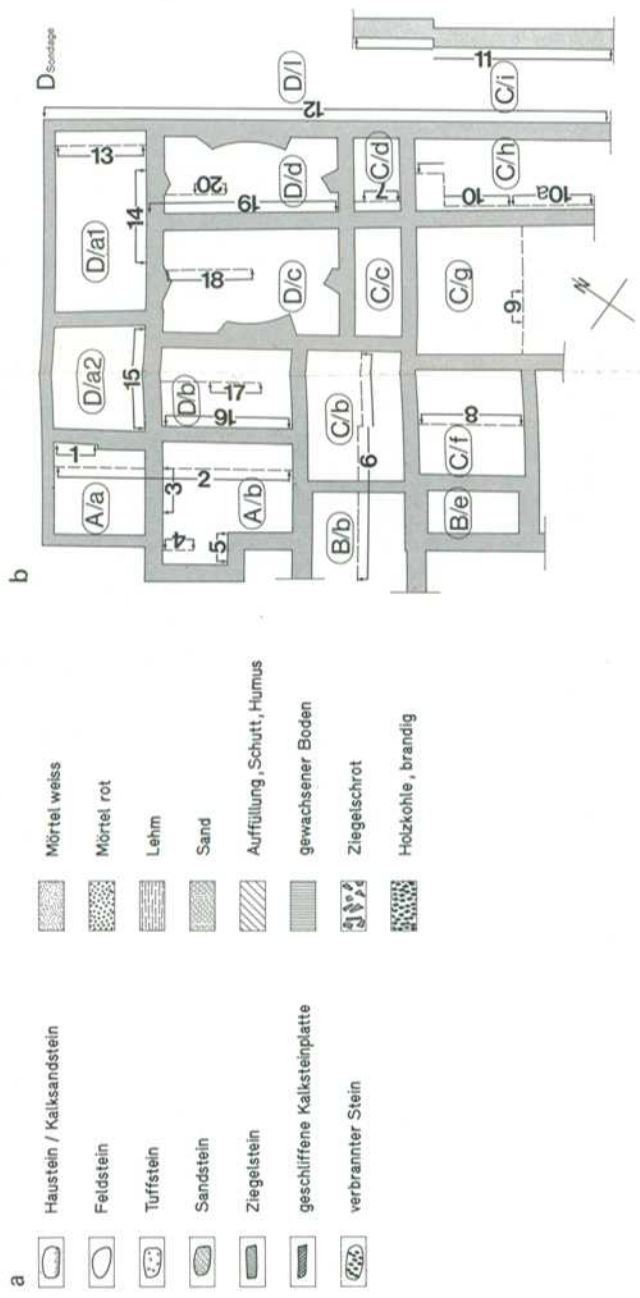 a
Haustein / Kalksandstein
Feldstein
Tuffstein
Sandstein
Ziegelstein
geschliffene Kalksteinplatte
verbrannter Stein
Mörtel weiss
Mörtel rot
Lehm
Sand
Auffüllung, Schutt, Humus
gewachsener Boden
Ziegelschrot
Holzkohle, brandig
b
D Sondage
A/a
D/a2
D/a1
1
13
14
15
2
3
4
5
A/b
D/b
16
17
18
D/c
19
20
D/d
12
D/l
B/b
C/b
6
C/c
C/d
7
B/e
C/f
8
C/g
9
C/h
10
10a
C/i
11
N